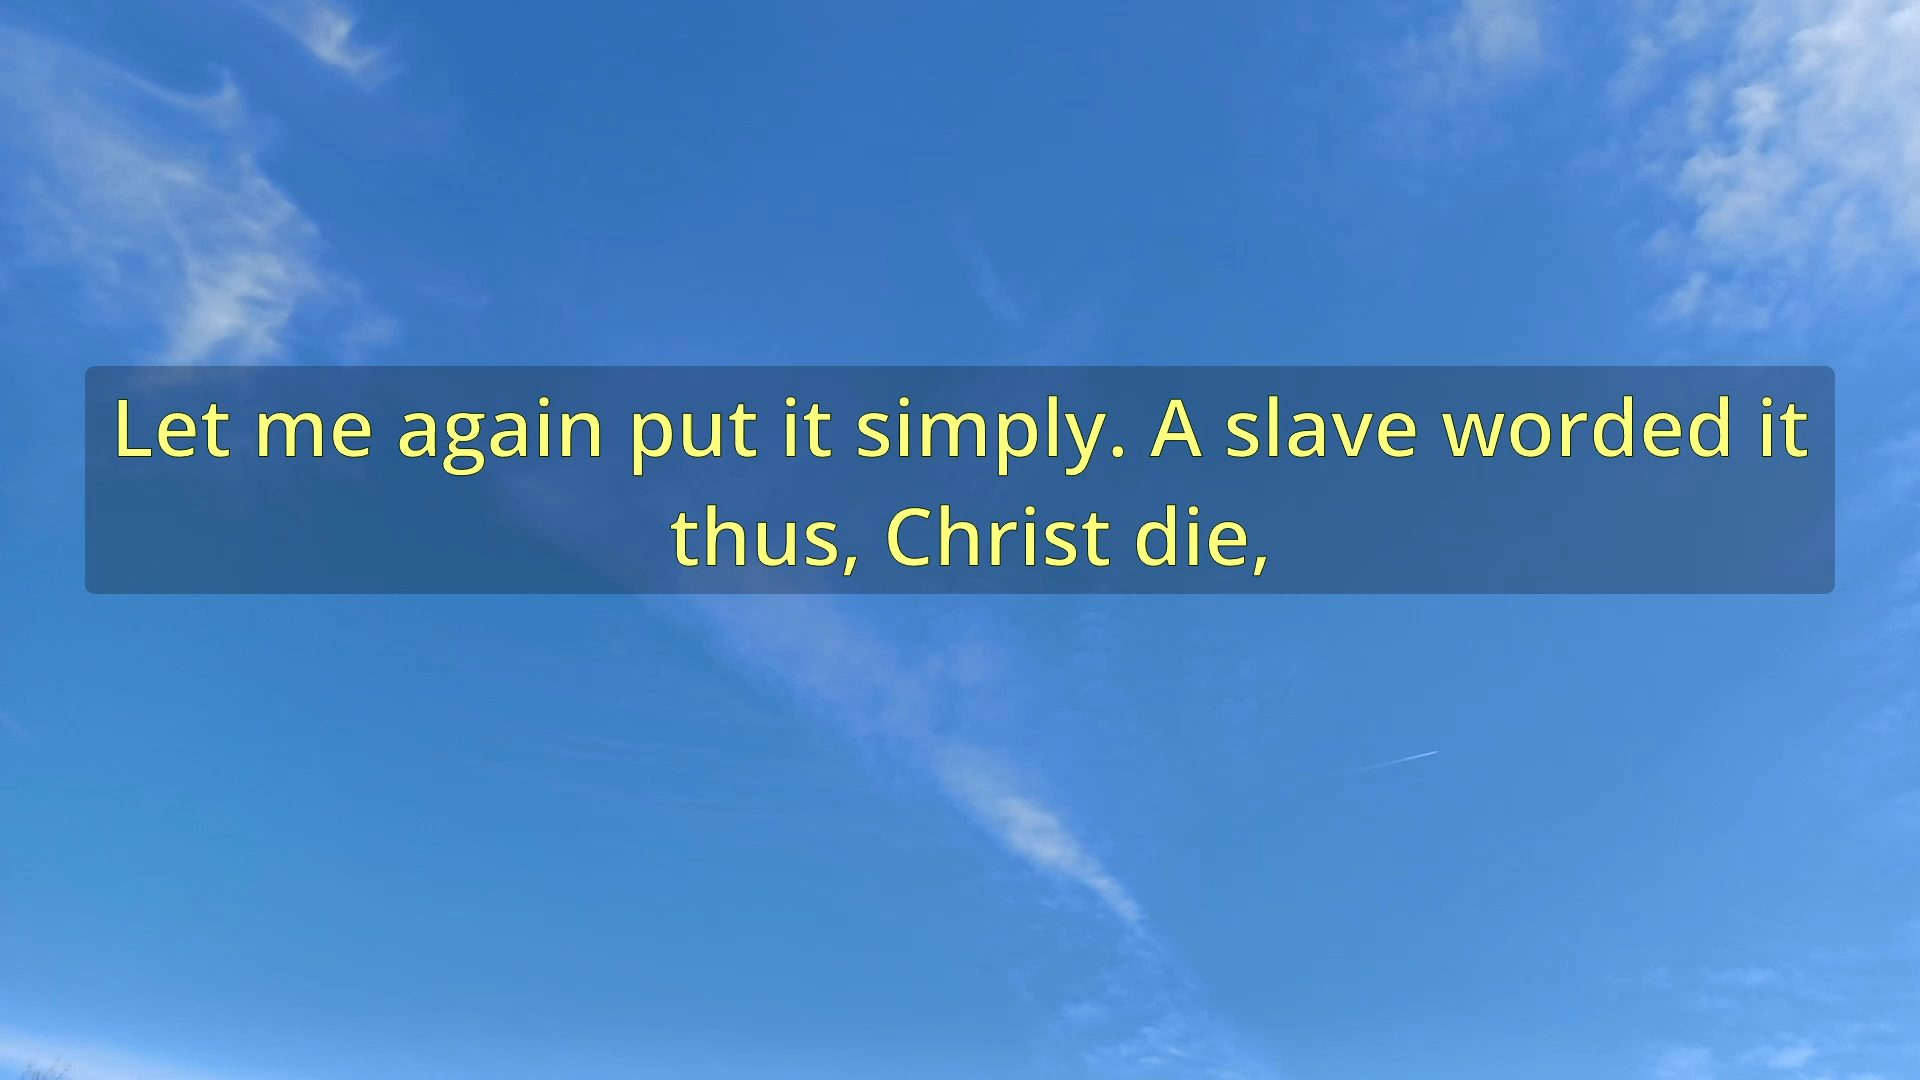 Let me again put it simply. A slave worded it
thus, Christ die,